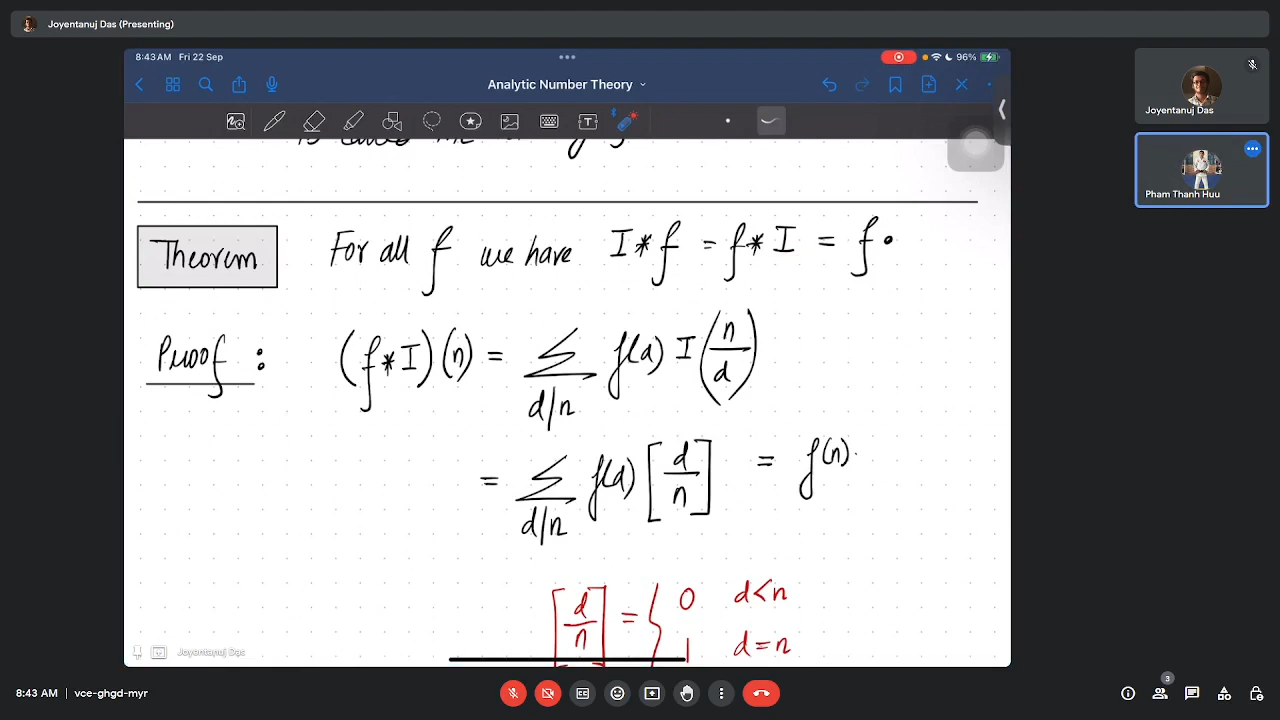 Joyentanuj Das (Presenting)
8:43 AM Fri 22 Sep
96%
Analytic Number Theory
Theorem For all f we have I * f = f * I = f.
Proof : (f * I)(n) = ∑_{d|n} f(d) I(n/d)
= ∑_{d|n} f(d) [d/n] = f(n).
[d/n] = { 0 d<n
1 d=n
Joyentanuj Das
Joyentanuj Das
Pham Thanh Huu
8:43 AM | vce-ghgd-myr
3